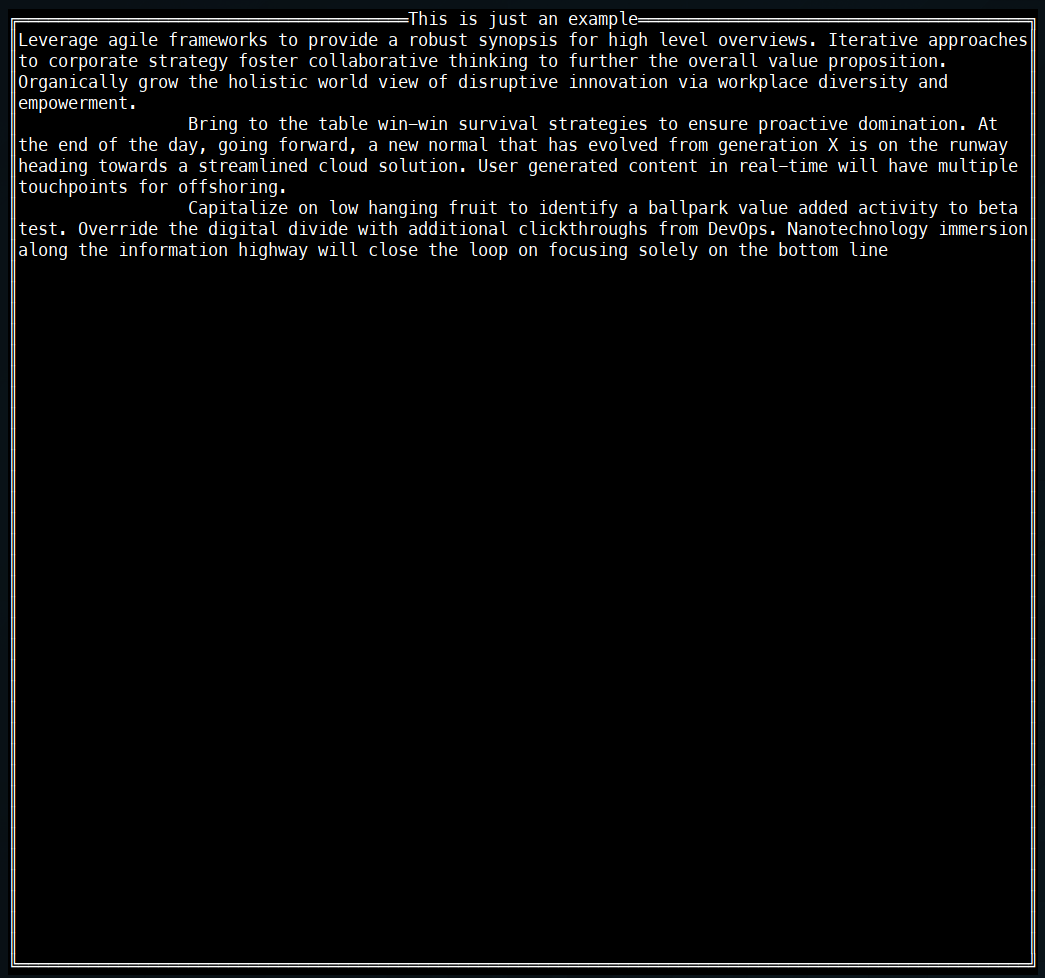 This is just an example
Leverage agile frameworks to provide a robust synopsis for high level overviews. Iterative approaches
to corporate strategy foster collaborative thinking to further the overall value proposition.
Organically grow the holistic world view of disruptive innovation via workplace diversity and
empowerment.
Bring to the table win-win survival strategies to ensure proactive domination. At
the end of the day, going forward, a new normal that has evolved from generation X is on the runway
heading towards a streamlined cloud solution. User generated content in real-time will have multiple
touchpoints for offshoring.
Capitalize on low hanging fruit to identify a ballpark value added activity to beta
test. Override the digital divide with additional clickthroughs from DevOps. Nanotechnology immersion
along the information highway will close the loop on focusing solely on the bottom line